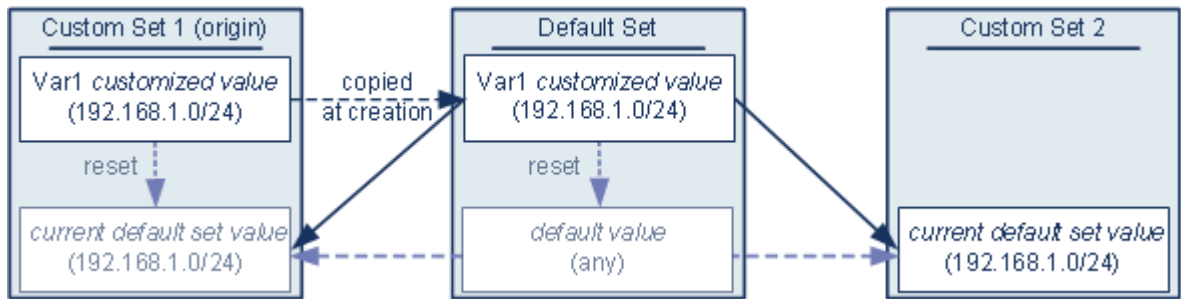 Custom Set 1 (origin)
Var1 customized value
(192.168.1.0/24)
reset
current default set value
(192.168.1.0/24)
copied
at creation
Default Set
Var1 customized value
(192.168.1.0/24)
reset
default value
(any)
Custom Set 2
current default set value
(192.168.1.0/24)